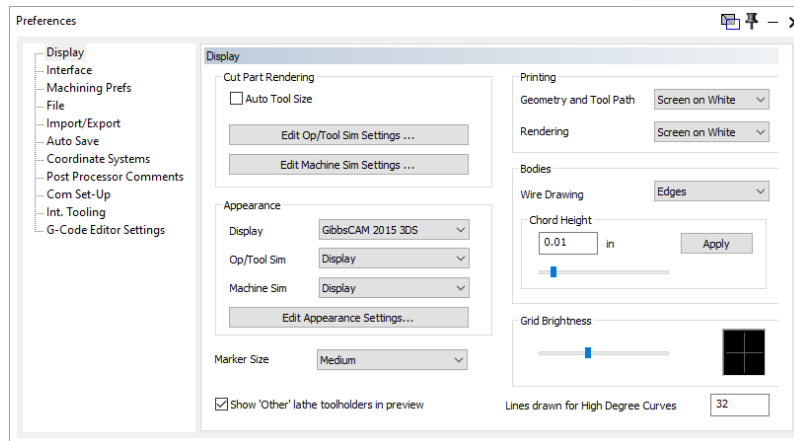 Preferences
Display
Interface
Machining Prefs
File
Import/Export
Auto Save
Coordinate Systems
Post Processor Comments
Com Set-Up
Int. Tooling
G-Code Editor Settings
Display
Cut Part Rendering
Auto Tool Size
Edit Op/Tool Sim Settings ...
Edit Machine Sim Settings ...
Appearance
Display GibbsCAM 2015 3DS
Op/Tool Sim Display
Machine Sim Display
Edit Appearance Settings...
Marker Size Medium
Show 'Other' lathe toolholders in preview
Printing
Geometry and Tool Path Screen on White
Rendering Screen on White
Bodies
Wire Drawing Edges
Chord Height
0.01 in Apply
Grid Brightness
Lines drawn for High Degree Curves 32